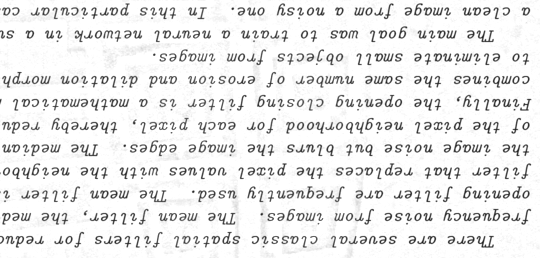 There are several classic spatial filters for reduc
frequency noise from images. The mean filter, the med
opening filter are frequently used. The mean filter i
filter that replaces the pixel values with the neighbo
the image noise but blurs the image edges. The median
of the pixel neighborhood for each pixel, thereby redu
Finally, the opening closing filter is a mathematical
combines the same number of erosion and dilation morph
to eliminate small objects from images.
The main goal was to train a neural network in a su
a clean image from a noisy one. In this particular ca